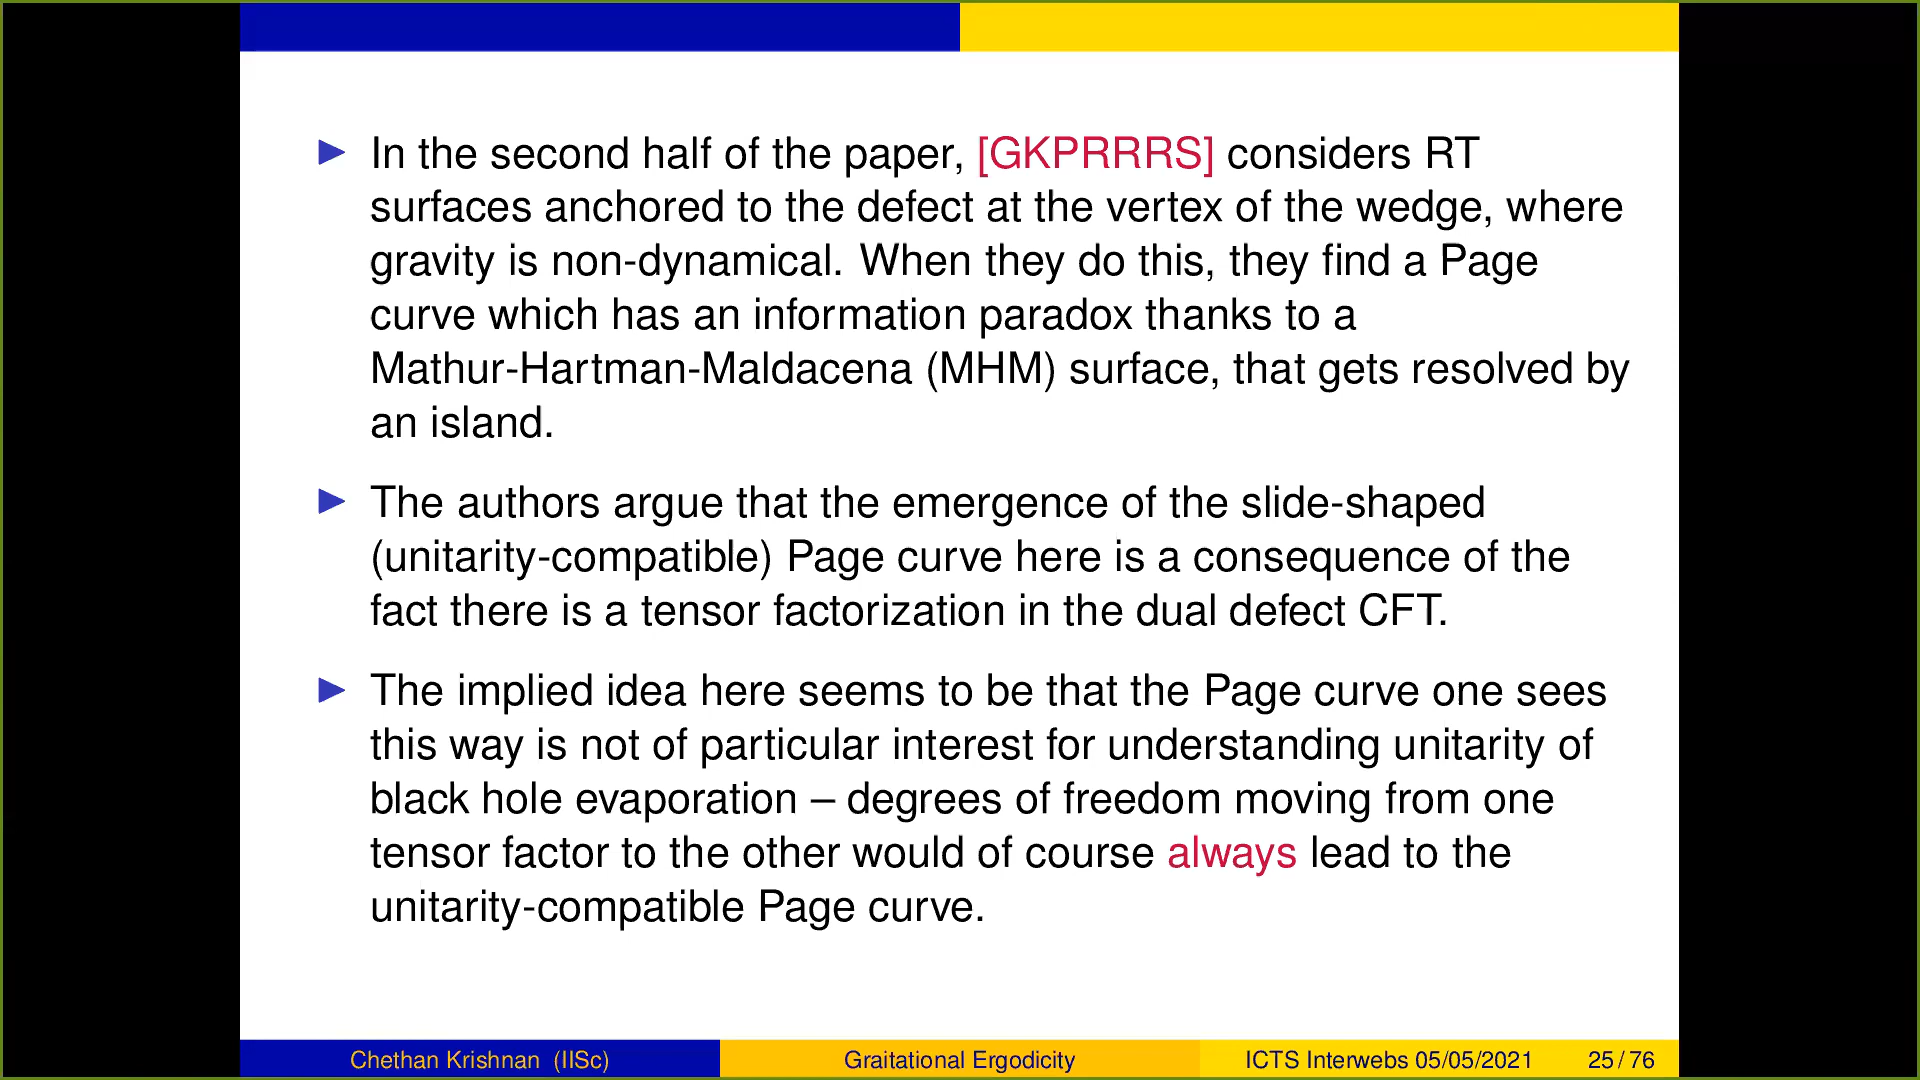 In the second half of the paper, [GKPRRRS] considers RT
surfaces anchored to the defect at the vertex of the wedge, where
gravity is non-dynamical. When they do this, they find a Page
curve which has an information paradox thanks to a
Mathur-Hartman-Maldacena (MHM) surface, that gets resolved by
an island.
The authors argue that the emergence of the slide-shaped
(unitarity-compatible) Page curve here is a consequence of the
fact there is a tensor factorization in the dual defect CFT.
The implied idea here seems to be that the Page curve one sees
this way is not of particular interest for understanding unitarity of
black hole evaporation – degrees of freedom moving from one
tensor factor to the other would of course always lead to the
unitarity-compatible Page curve.
Chethan Krishnan (IISc) Graitational Ergodicity ICTS Interwebs 05/05/2021 25 / 76